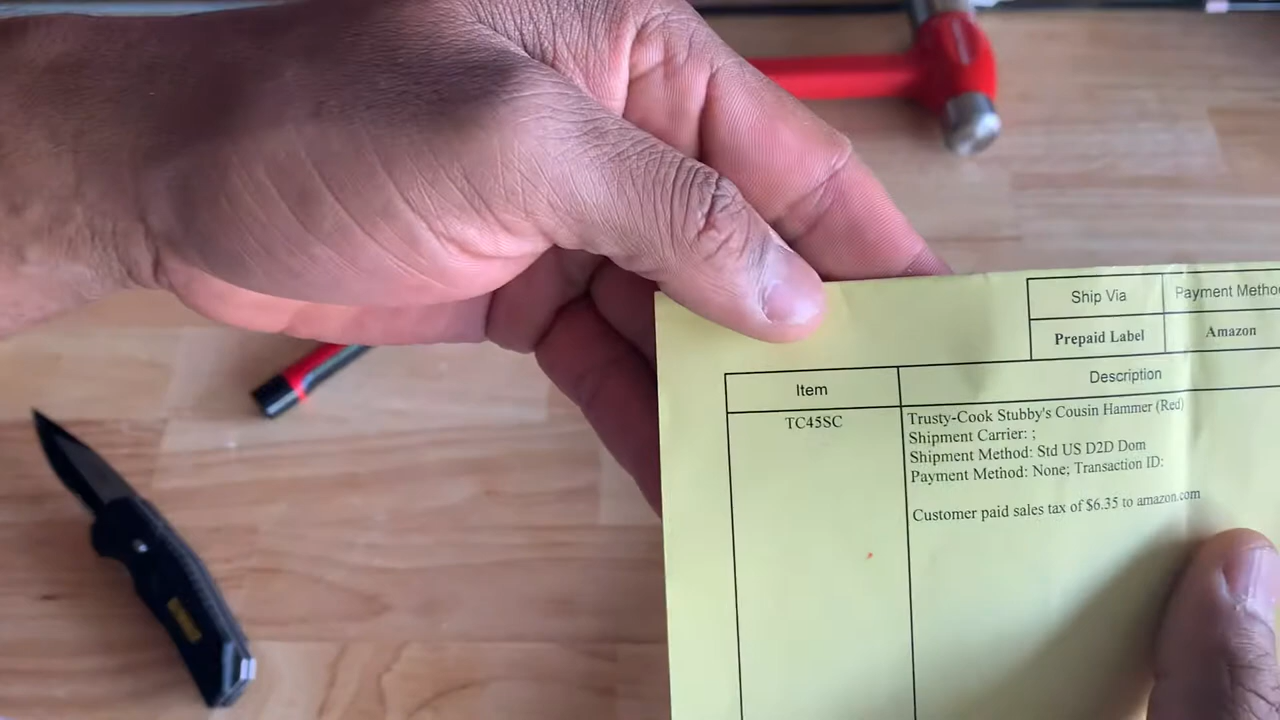 Ship Via
Payment Metho
Prepaid Label
Amazon
Item
Description
TC45SC
Trusty-Cook Stubby's Cousin Hammer (Red)
Shipment Carrier: ;
Shipment Method: Std US D2D Dom
Payment Method: None; Transaction ID:
Customer paid sales tax of $6.35 to amazon.com